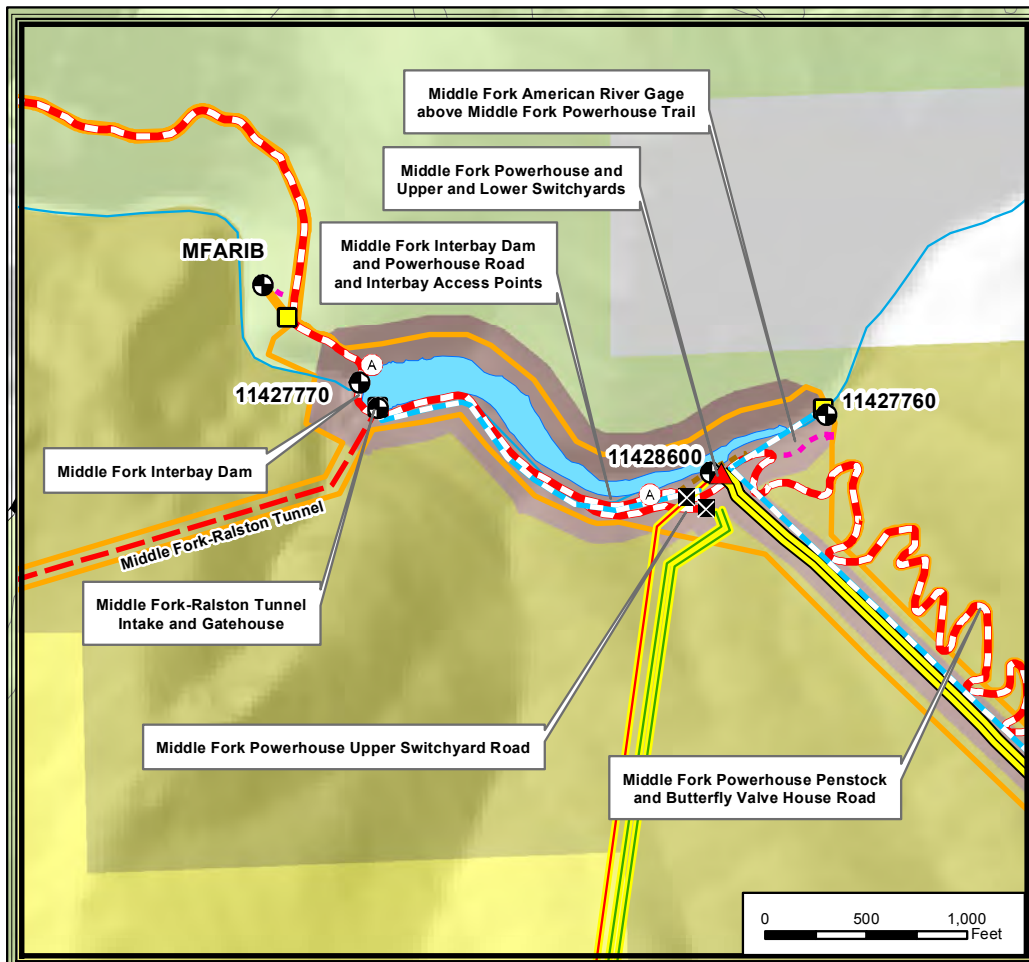 Middle Fork American River Gage
above Middle Fork Powerhouse Trail
Middle Fork Powerhouse and
Upper and Lower Switchyards
Middle Fork Interbay Dam
and Powerhouse Road
and Interbay Access Points
MFARIB
A
11427770
11427760
11428600
A
Middle Fork Interbay Dam
Middle Fork-Ralston Tunnel
Middle Fork-Ralston Tunnel
Intake and Gatehouse
Middle Fork Powerhouse Upper Switchyard Road
Middle Fork Powerhouse Penstock
and Butterfly Valve House Road
0 500 1,000
Feet